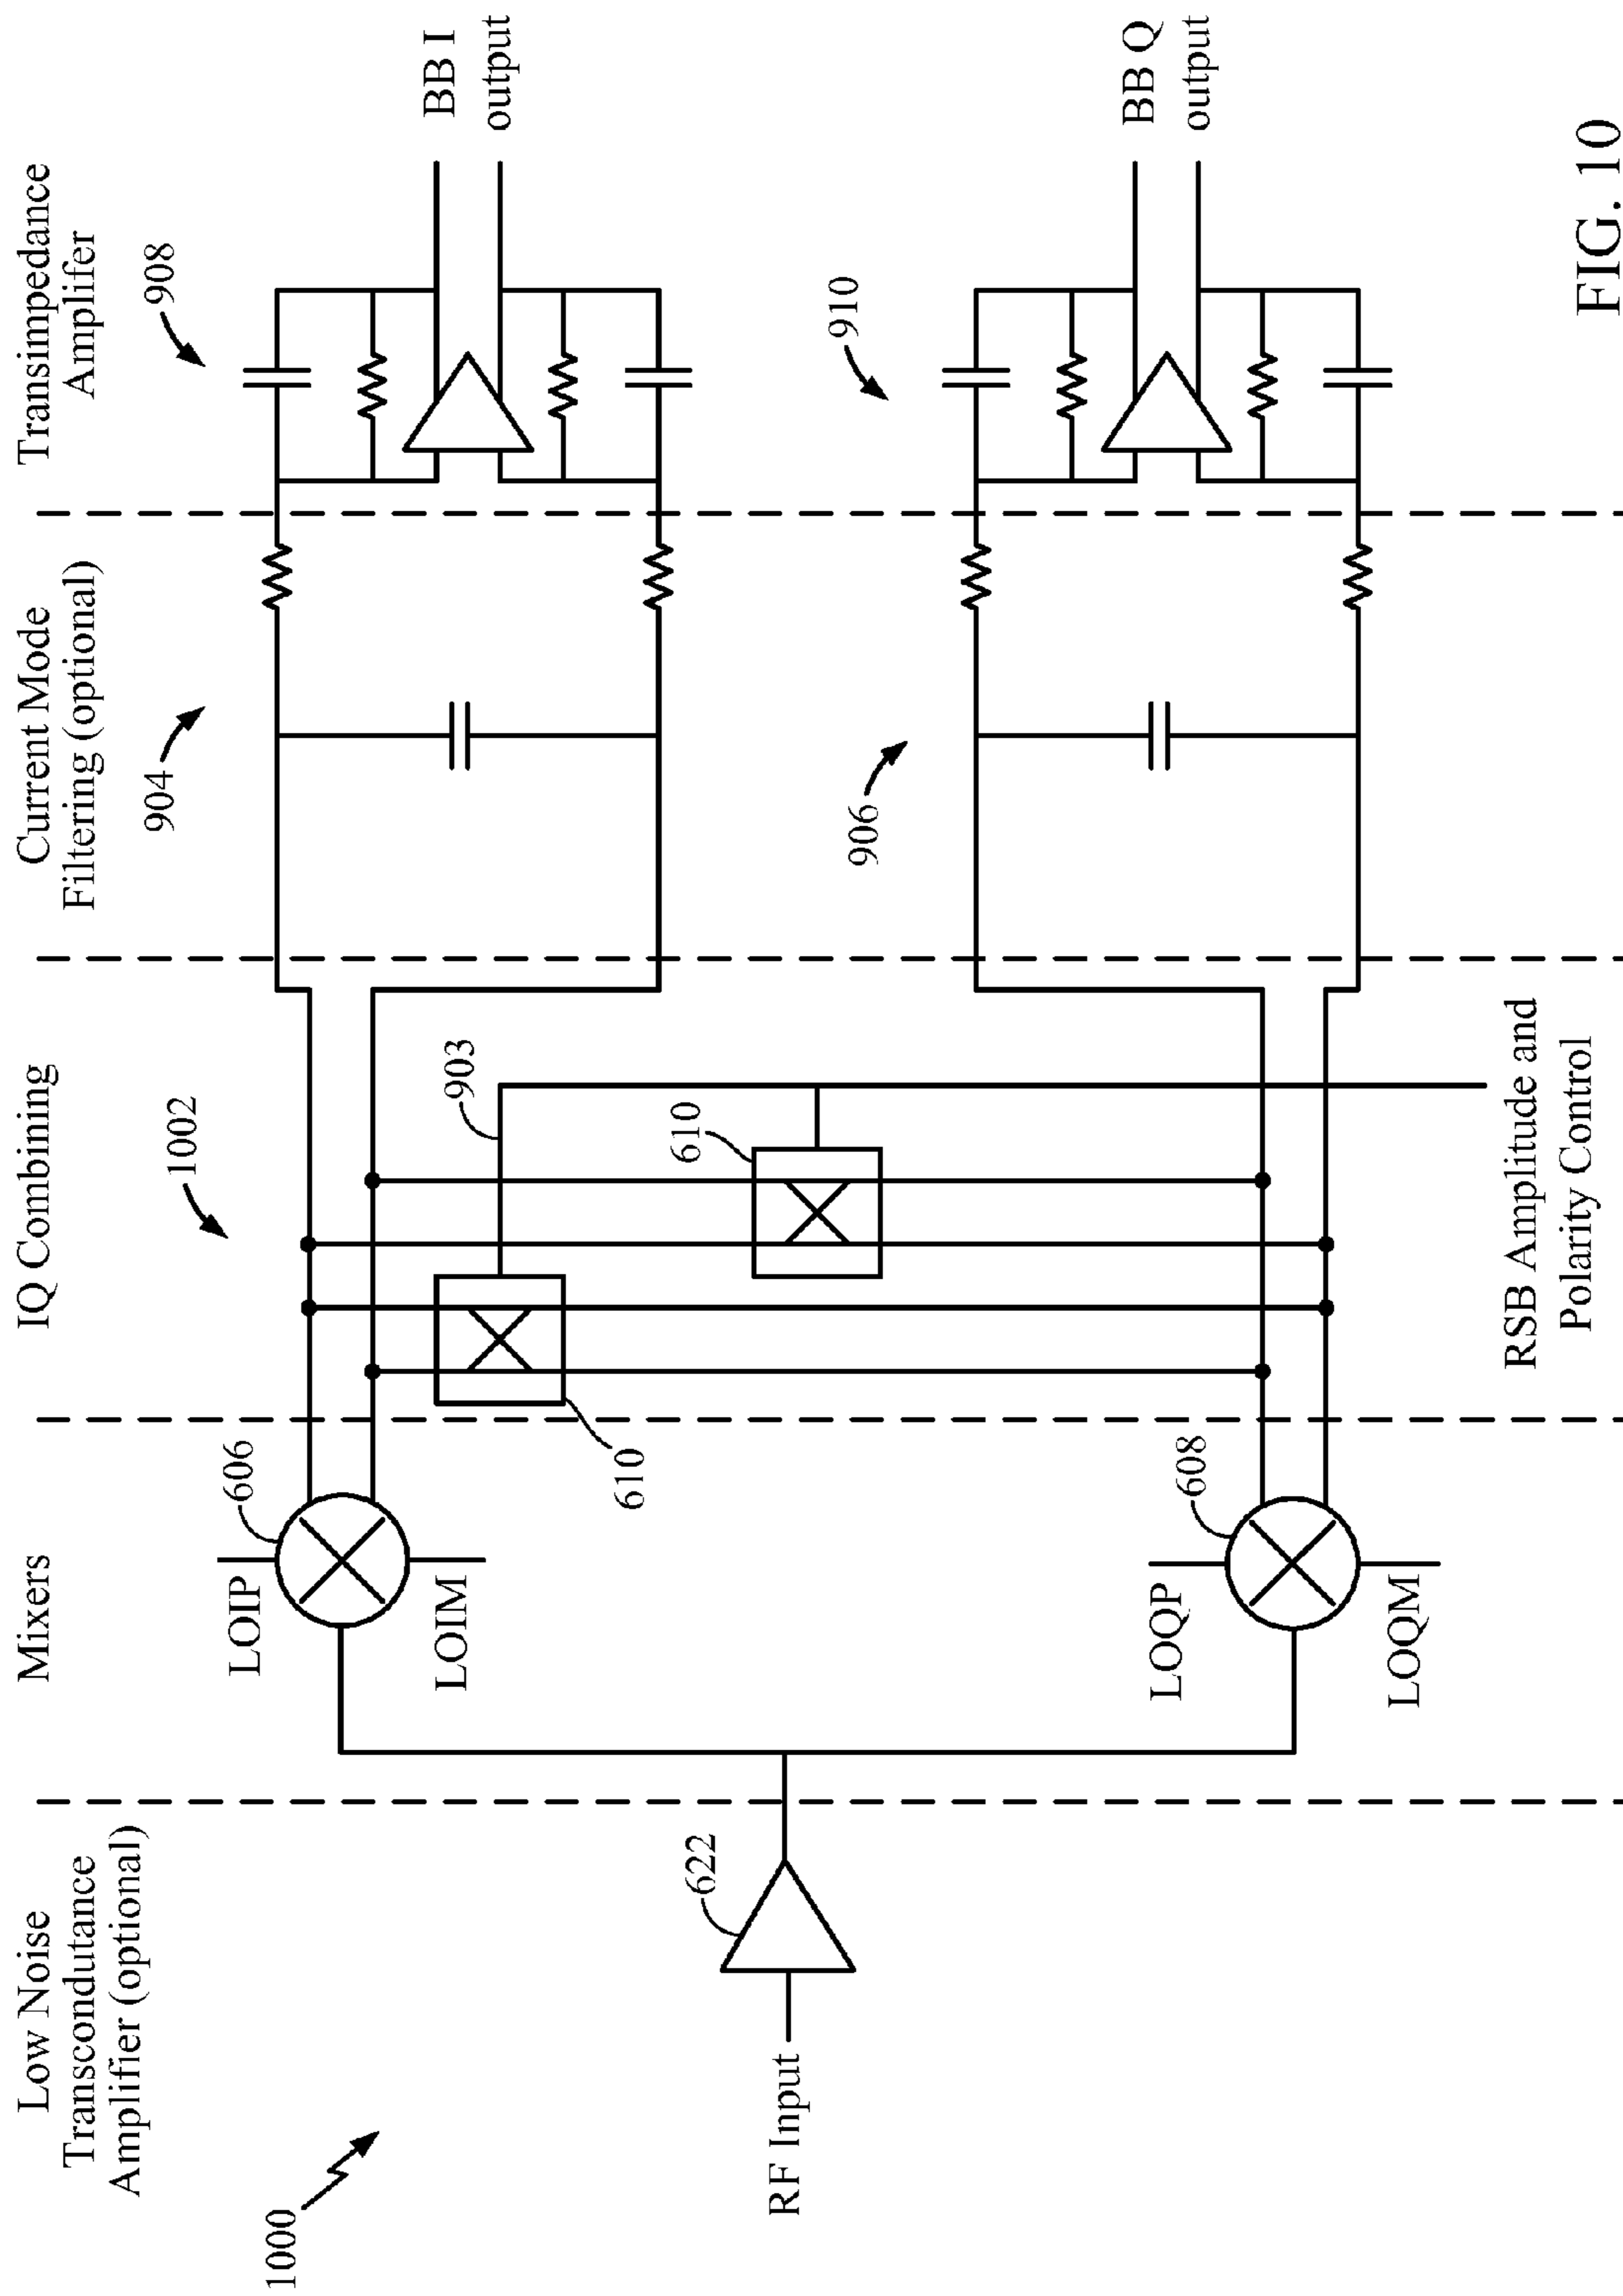 Low Noise
Transcondutance
Amplifier (optional)
Mixers
IQ Combining
Current Mode
Filtering (optional)
Transimpedance
Amplifer
1000
RF Input
622
LOIP
606
LOIM
LOQP
608
LOQM
1002
903
610
610
RSB Amplitude and
Polarity Control
904
906
908
910
BB I
output
BB Q
output
FIG. 10